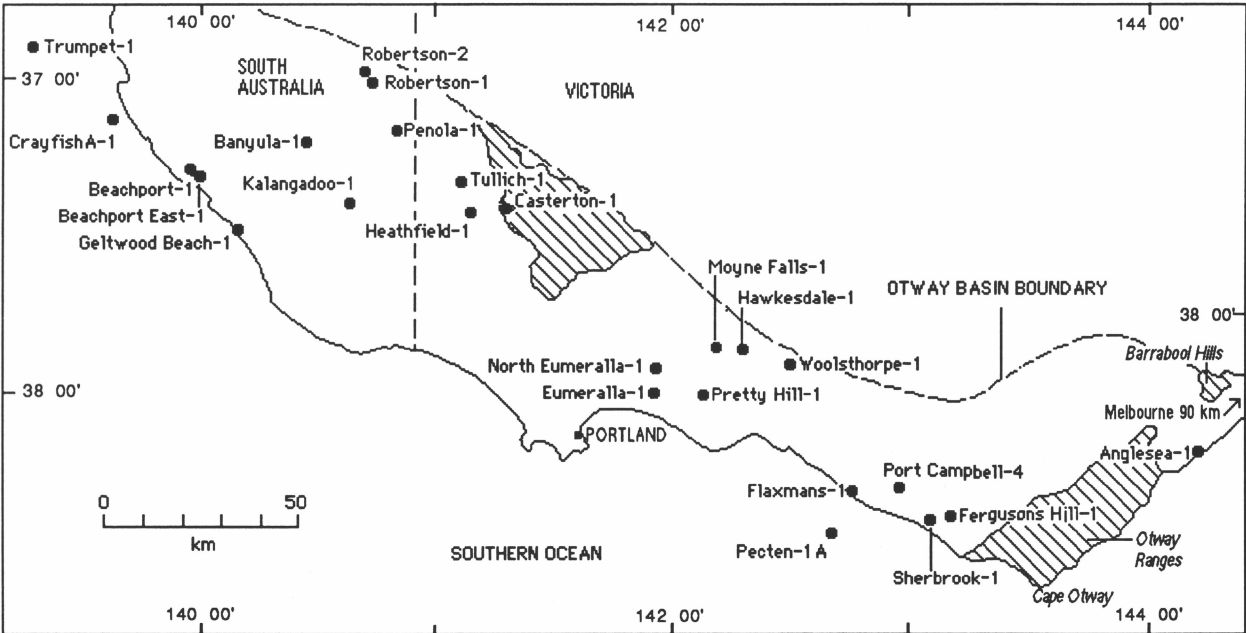 140 00'
142 00'
144 00'
Trumpet-1
Robertson-2
37 00'
SOUTH
AUSTRALIA
Robertson-1
VICTORIA
CrayfishA-1
Banyula-1
Penola-1
Beachport-1
Kalangadoo-1
Tullich-1
Casterton-1
Beachport East-1
Heathfield-1
Geltwood Beach-1
Moyne Falls-1
Hawkesdale-1
OTWAY BASIN BOUNDARY
38 00'
North Eumeralla-1
Woolsthorpe-1
Barrabool Hills
38 00'
Eumeralla-1
Pretty Hill-1
Melbourne 90 km
PORTLAND
Anglesea-1
Port Campbell-4
Flaxmans-1
0 50
km
Fergusons Hill-1
SOUTHERN OCEAN
Pecten-1 A
Otway
Ranges
Sherbrook-1
Cape Otway
140 00'
142 00'
144 00'